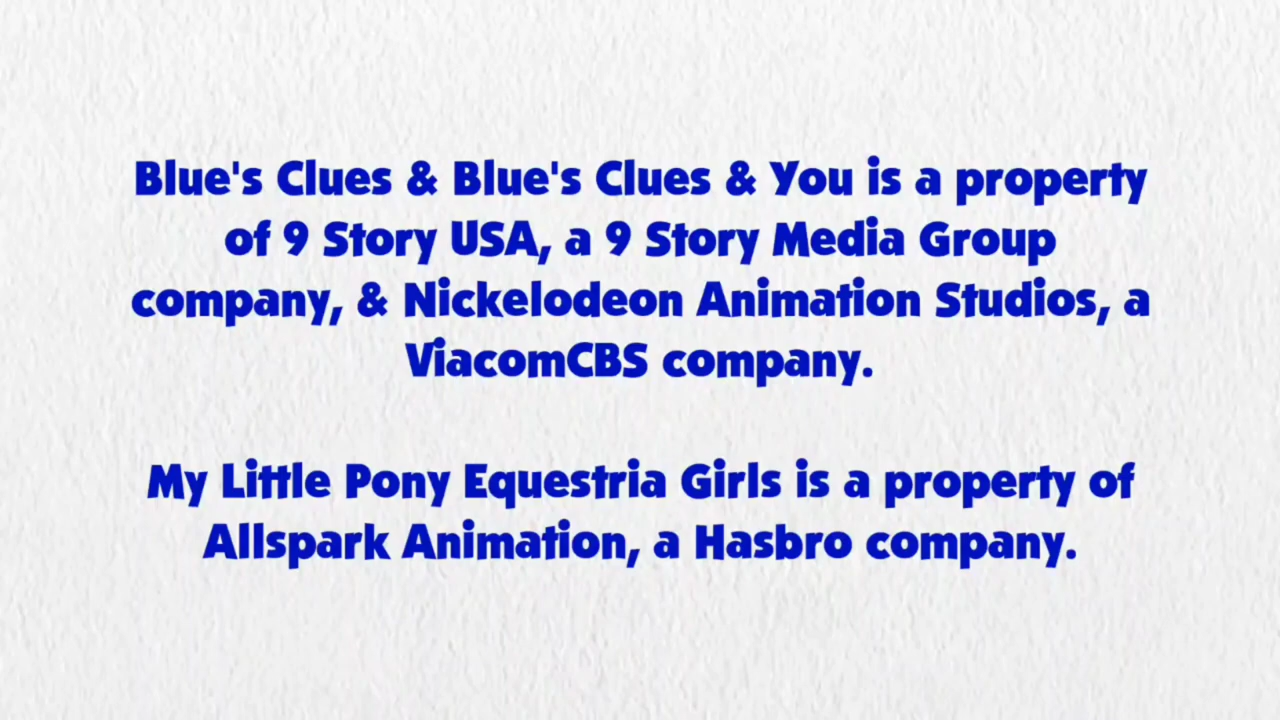 Blue's Clues & Blue's Clues & You is a property
of 9 Story USA, a 9 Story Media Group
company, & Nickelodeon Animation Studios, a
ViacomCBS company.
My Little Pony Equestria Girls is a property of
Allspark Animation, a Hasbro company.